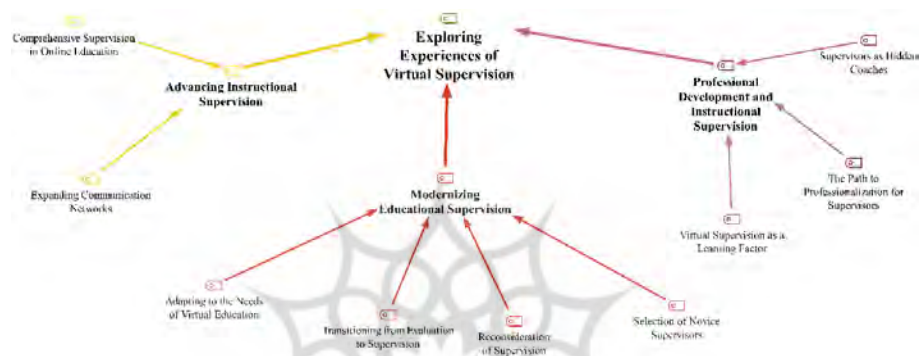 Exploring
Experiences of
Virtual Supervision
Comprehensive Supervision
in Online Education
Advancing Instructional
Supervision
Expanding Communication
Networks
Supervisors as Hidden
Coaches
Professional
Development and
Instructional
Supervision
The Path to
Professionalization for
Supervisors
Virtual Supervision as a
Learning Factor
Modernizing
Educational Supervision
Adapting to the Needs
of Virtual Education
Transitioning from Evaluation
to Supervision
Reconsideration
of Supervision
Selection of Novice
Supervisors